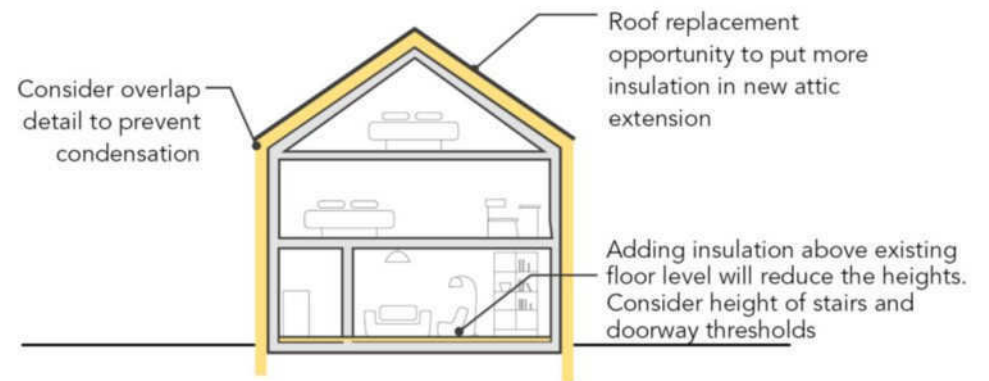 Roof replacement
opportunity to put more
insulation in new attic
extension
Consider overlap
detail to prevent
condensation
Adding insulation above existing
floor level will reduce the heights.
Consider height of stairs and
doorway thresholds